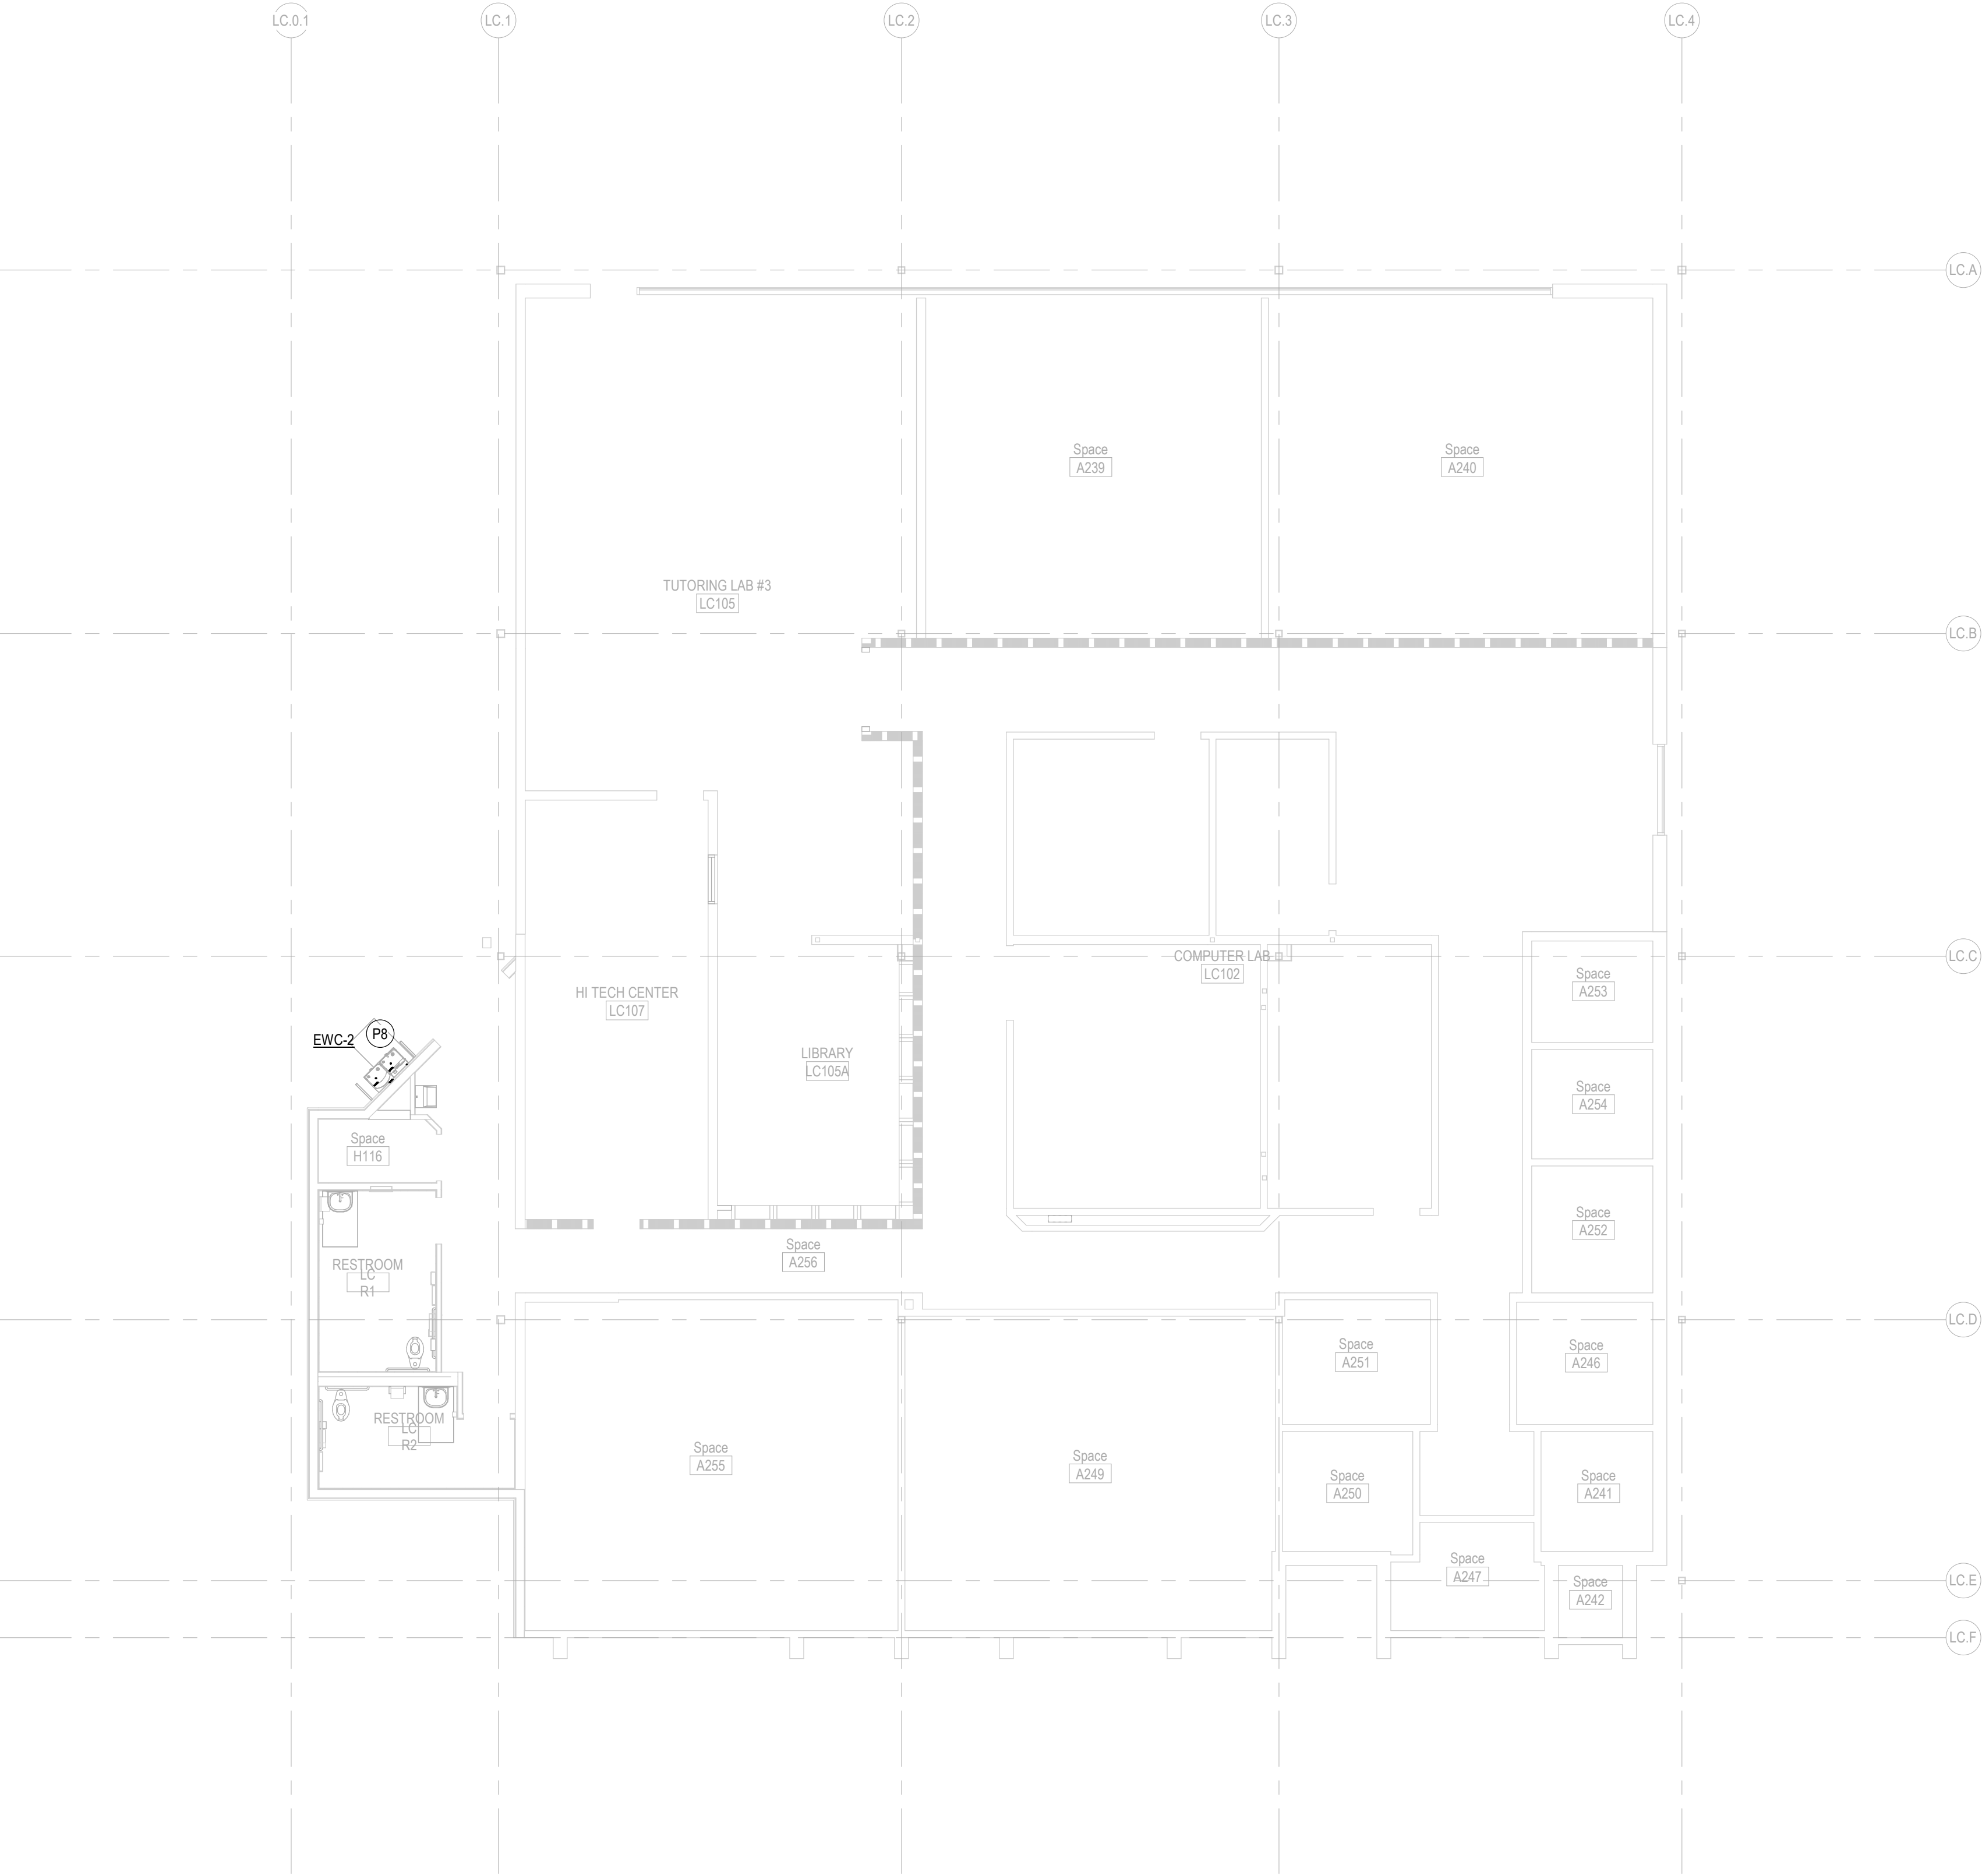 LC.0.1
LC.1
LC.2
LC.3
LC.4
LC.A
Space
A239
Space
A240
TUTORING LAB #3
LC105
LC.B
COMPUTER LAB
LC102
LC.C
Space
A253
HI TECH CENTER
LC107
EWC-2
P8
LIBRARY
LC105A
Space
A254
Space
H116
Space
A252
Space
A256
RESTROOM
LC
R1
LC.D
Space
A251
Space
A246
RESTROOM
LC
R2
Space
A255
Space
A249
Space
A250
Space
A241
Space
A247
LC.E
Space
A242
LC.F